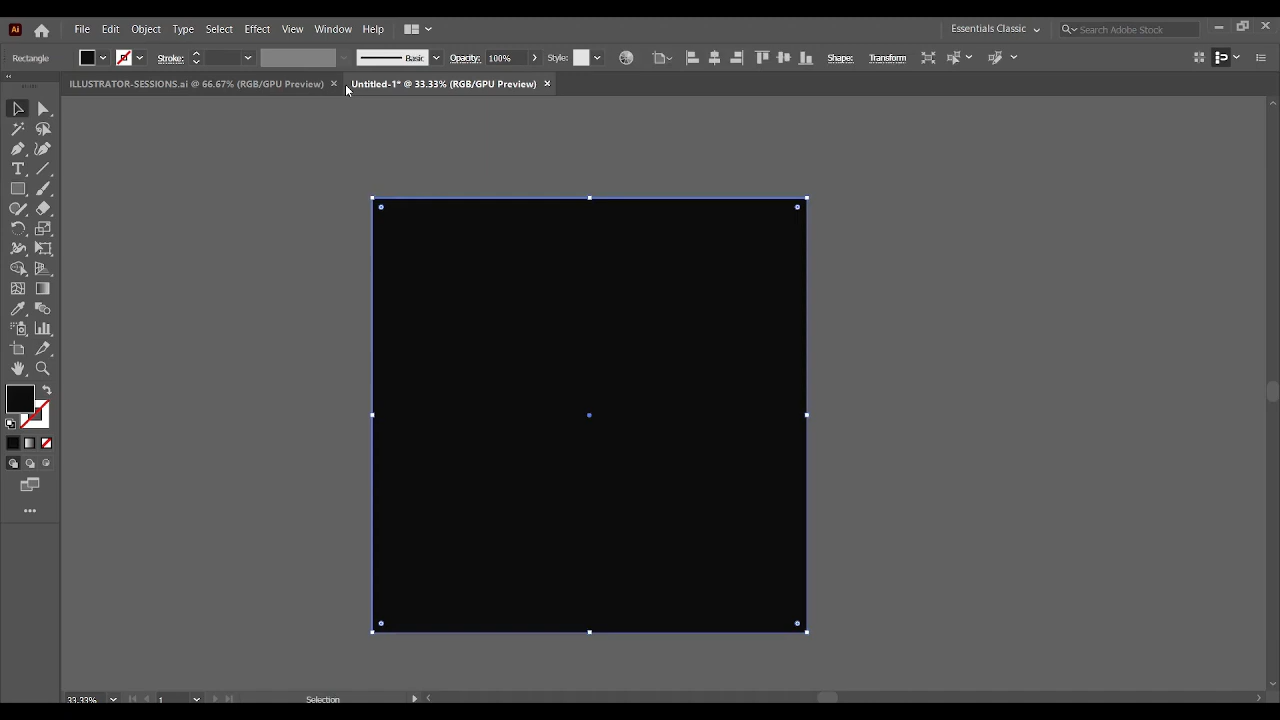 Ai File Edit Object Type Select Effect View Window Help Essentials Classic Search Adobe Stock
Rectangle Stroke: Basic Opacity: 100% Style: Shape: Transform
ILLUSTRATOR-SESSIONS.ai @ 66.67% (RGB/GPU Preview) × Untitled-1* @ 33.33% (RGB/GPU Preview) ×
33.33% 1 Selection